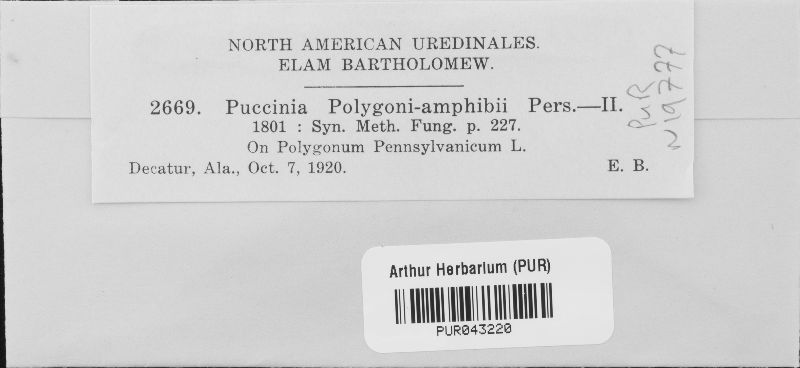 NORTH AMERICAN UREDINALES.
ELAM BARTHOLOMEW.
2669. Puccinia Polygoni-amphibii Pers.—II.
1801 : Syn. Meth. Fung. p. 227.
On Polygonum Pennsylvanicum L.
Decatur, Ala., Oct. 7, 1920. E. B.
PUR
N19777
Arthur Herbarium (PUR)
PUR043220